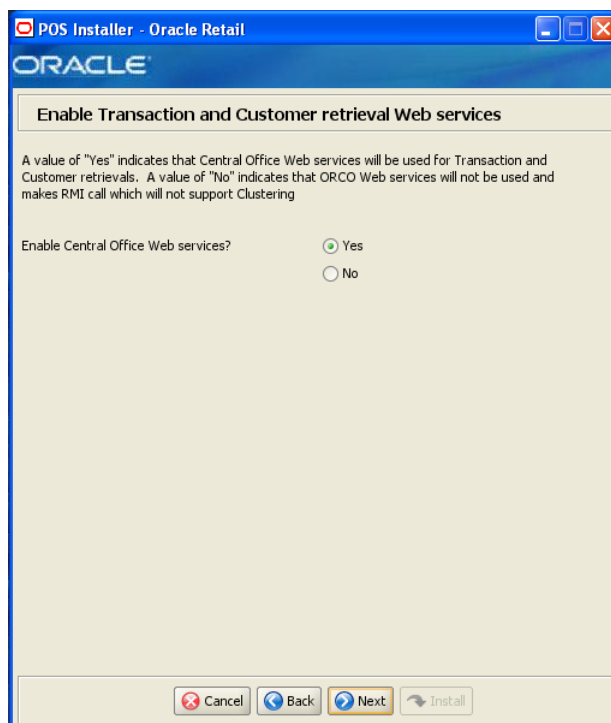 POS Installer - Oracle Retail
ORACLE
Enable Transaction and Customer retrieval Web services
A value of "Yes" indicates that Central Office Web services will be used for Transaction and
Customer retrievals. A value of "No" indicates that ORCO Web services will not be used and
makes RMI call which will not support Clustering
Enable Central Office Web services?
Yes
No
Cancel
Back
Next
Install